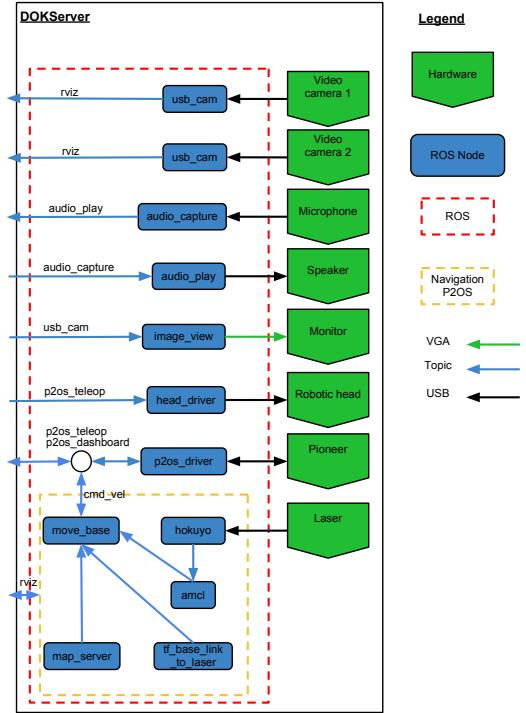 DOKServer
Legend
Video
camera 1
rviz
usb_cam
Hardware
Video
camera 2
rviz
usb_cam
ROS Node
Microphone
audio_play
audio_capture
ROS
Speaker
audio_capture
audio_play
Navigation
P2OS
Monitor
usb_cam
image_view
VGA
Topic
USB
Robotic head
p2os_teleop
head_driver
p2os_teleop
p2os_dashboard
p2os_driver
Pioneer
cmd_vel
Laser
move_base
hokuyo
rviz
amcl
map_server
tf_base_link
_to_laser